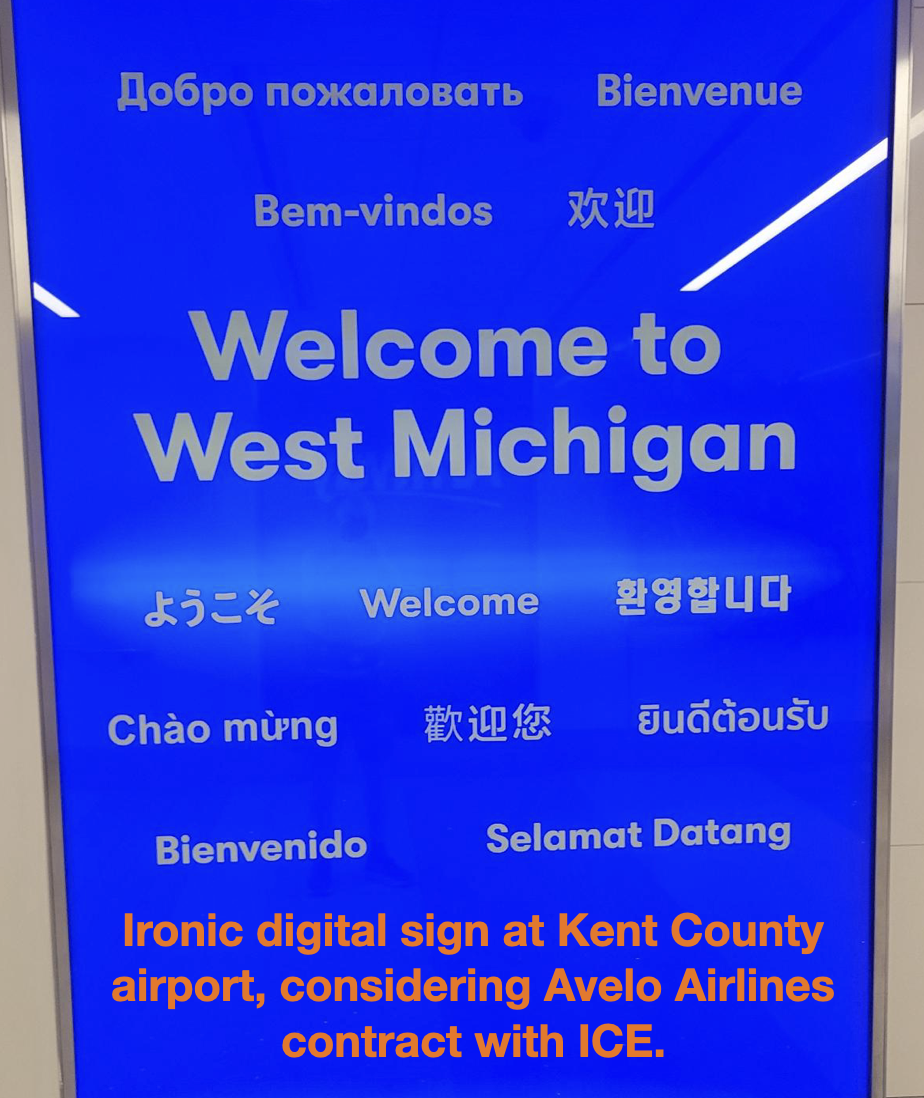 Добро пожаловать Bienvenue
Bem-vindos 欢迎
Welcome to
West Michigan
ようこそ Welcome 환영합니다
Chào mừng 歡迎您 ยินดีต้อนรับ
Bienvenido Selamat Datang
Ironic digital sign at Kent County
airport, considering Avelo Airlines
contract with ICE.